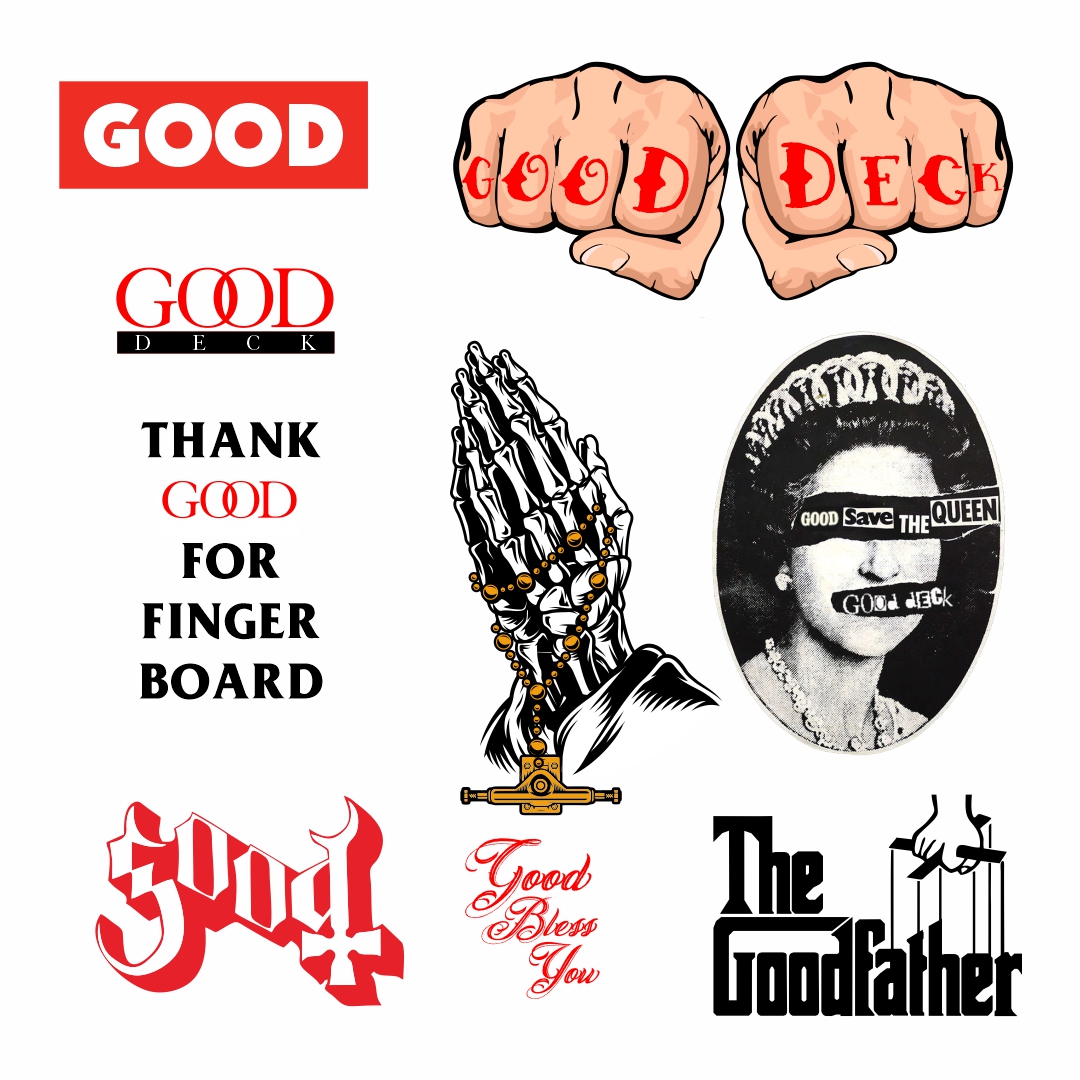 GOOD
GOOD DECK
GOOD
DECK
THANK
GOOD
FOR
FINGER
BOARD
GOOD Save THE QUEEN
GOOd dECk
Good
Good
Bless
You
The
Goodfather